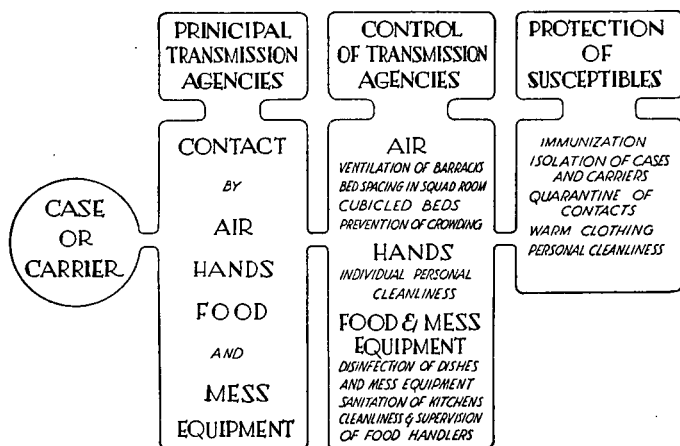 CASE
OR
CARRIER
PRINICIPAL
TRANSMISSION
AGENCIES
CONTACT
BY
AIR
HANDS
FOOD
AND
MESS
EQUIPMENT
CONTROL
OF TRANSMISSION
AGENCIES
AIR
VENTILATION OF BARRACKS
BED SPACING IN SQUAD ROOM
CUBICLED BEDS
PREVENTION OF CROWDING
HANDS
INDIVIDUAL PERSONAL
CLEANLINESS
FOOD & MESS
EQUIPMENT
DISINFECTION OF DISHES
AND MESS EQUIPMENT
SANITATION OF KITCHENS
CLEANLINESS & SUPERVISION
OF FOOD HANDLERS
PROTECTION
OF
SUSCEPTIBLES
IMMUNIZATION
ISOLATION OF CASES
AND CARRIERS
QUARANTINE OF
CONTACTS
WARM CLOTHING
PERSONAL CLEANLINESS